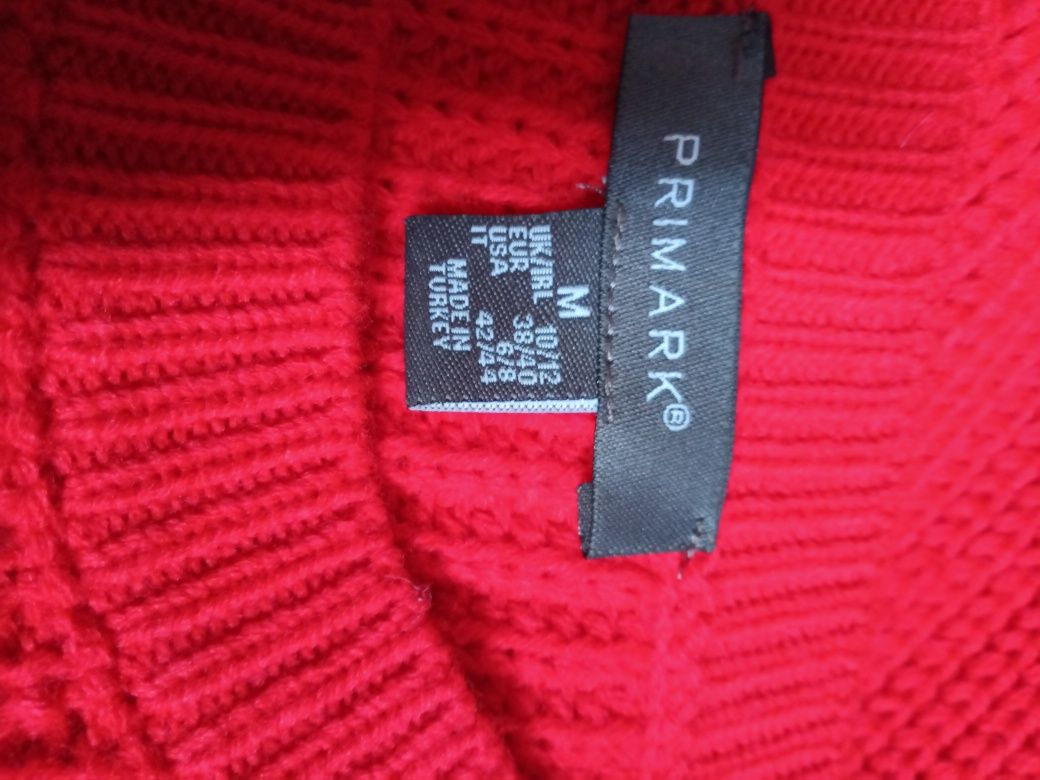 PRIMARK®
M
UK/IRL 10/12
EUR 38/40
USA 6/8
IT 42/44
MADE IN
TURKEY